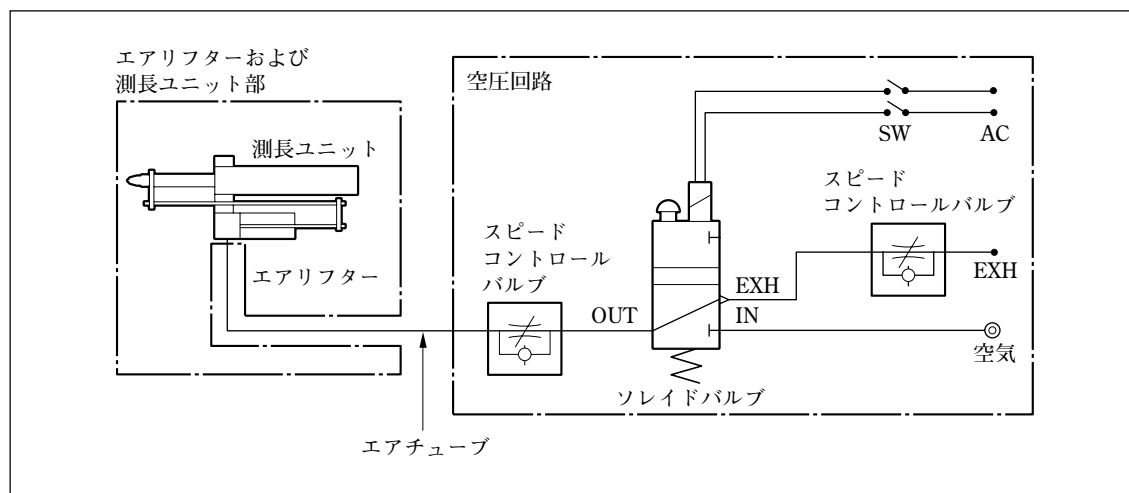 エアリフターおよび
測長ユニット部
測長ユニット
エアリフター
エアチューブ
空圧回路
SW
AC
スピード
コントロールバルブ
スピード
コントロール
バルブ
EXH
EXH
OUT
IN
空気
ソレイドバルブ